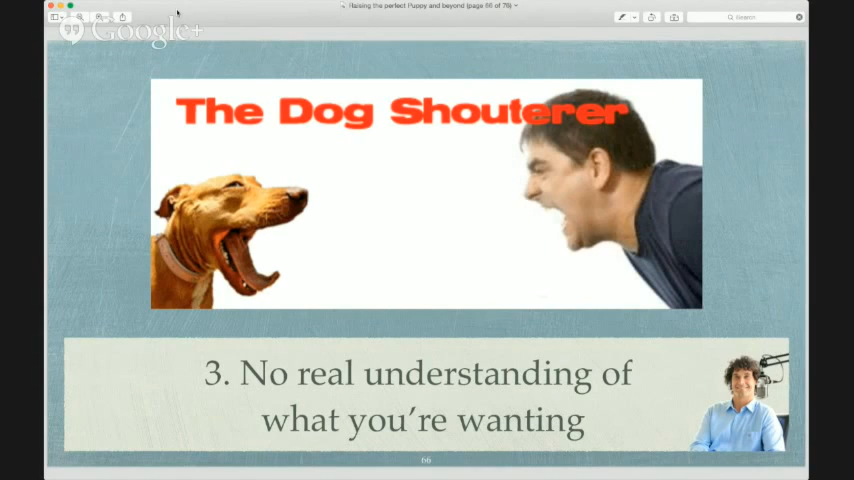 Raising the perfect Puppy and beyond (page 66 of 76)
Search
Google+
The Dog Shouterer
3. No real understanding of
what you're wanting
66